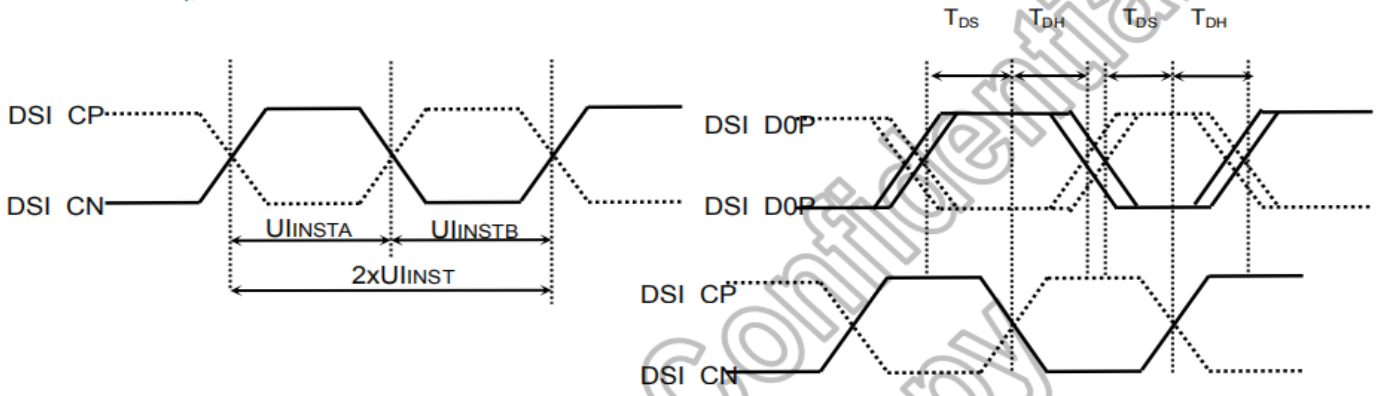 DSI CP
DSI CN
UIINSTA
UIINSTB
2xUIINST
TDS
TDH
TDS
TDH
DSI D0P
DSI D0P
DSI CP
DSI CN
Confidential